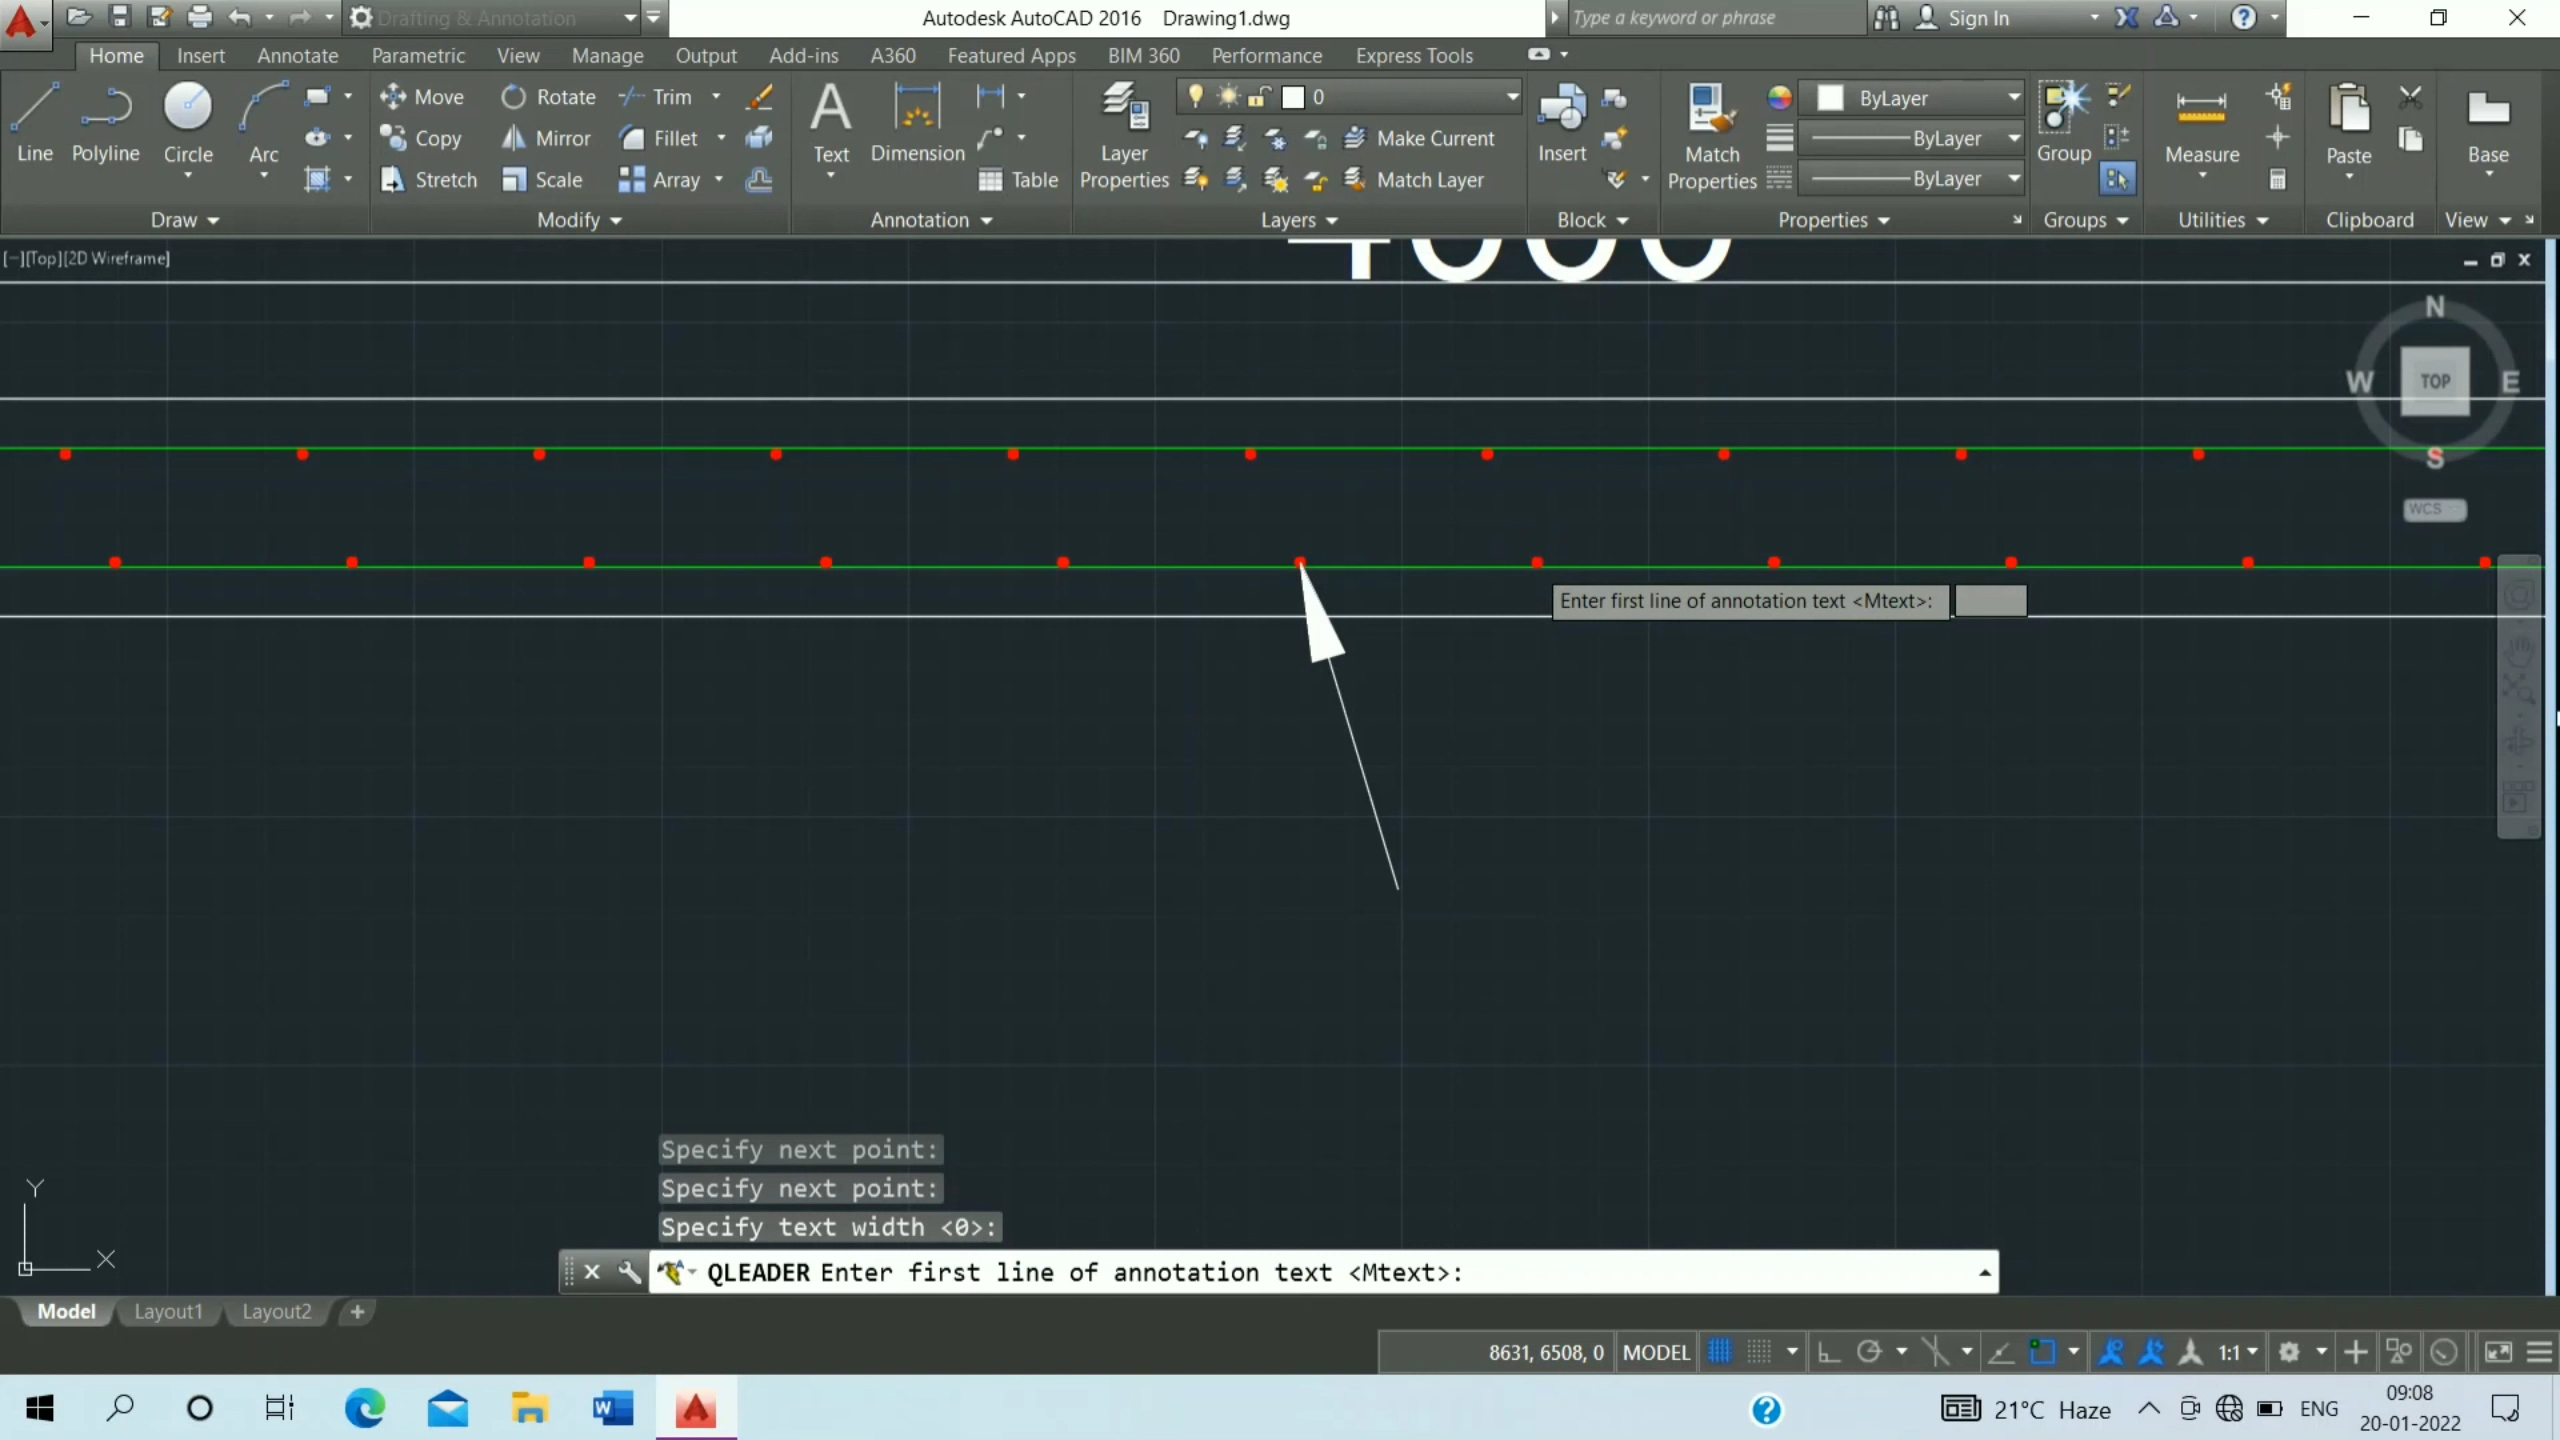 Drafting & Annotation
Autodesk AutoCAD 2016 Drawing1.dwg
Type a keyword or phrase
Sign In
Home Insert Annotate Parametric View Manage Output Add-ins A360 Featured Apps BIM 360 Performance Express Tools
Line Polyline Circle Arc
Move Rotate Trim
Copy Mirror Fillet
Stretch Scale Array
Text Dimension Table
Layer Properties
0
Make Current
Match Layer
Insert
Match Properties
ByLayer
ByLayer
ByLayer
Group
Measure
Paste
Base
Draw Modify Annotation Layers Block Properties Groups Utilities Clipboard View
[−][Top][2D Wireframe]
4000
N
W TOP E
S
WCS
Enter first line of annotation text <Mtext>:
Specify next point:
Specify next point:
Specify text width <0>:
QLEADER Enter first line of annotation text <Mtext>:
Y
X
Model Layout1 Layout2 +
8631, 6508, 0 MODEL 1:1
21°C Haze ENG
09:08
20-01-2022